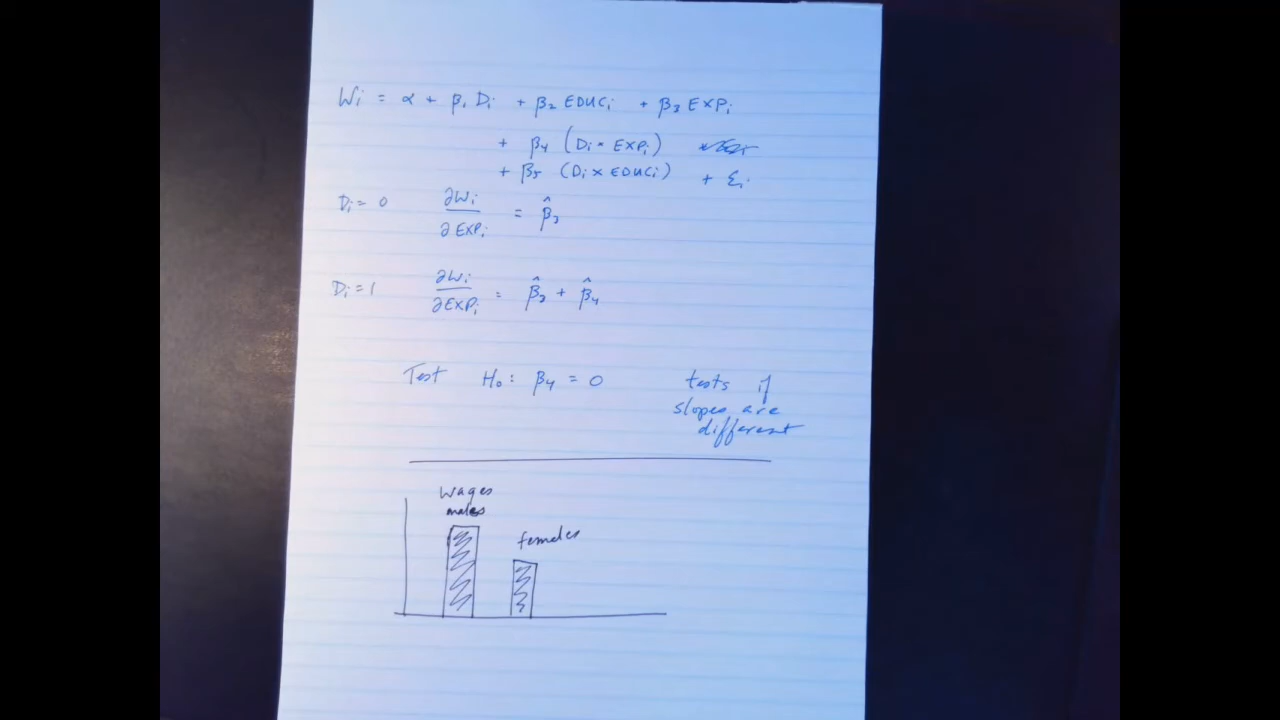 Wi = α + β1 Di + β2 EDUCi + β3 EXPi
+ β4 (Di × EXPi)
+ β5 (Di × EDUCi) + εi
Di = 0 ∂Wi/∂EXPi = β̂3
Di = 1 ∂Wi/∂EXPi = β̂3 + β̂4
Test H0: β4 = 0 tests if
slopes are
different
wages
males
females